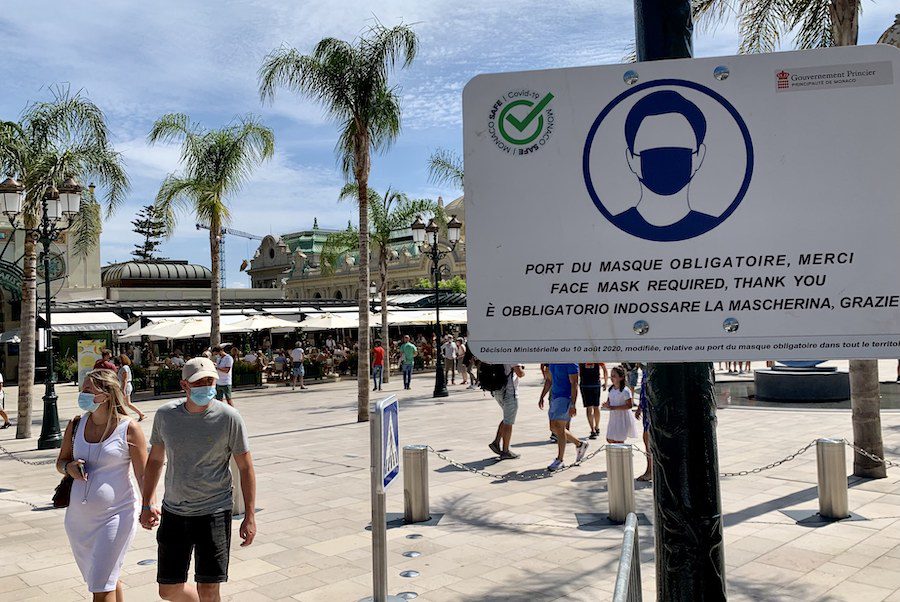 MONACO SAFE | Covid-19
MONACO SAFE
Gouvernement Princier
PRINCIPAUTÉ DE MONACO
PORT DU MASQUE OBLIGATOIRE, MERCI
FACE MASK REQUIRED, THANK YOU
È OBBLIGATORIO INDOSSARE LA MASCHERINA, GRAZIE
Décision Ministérielle du 10 août 2020, modifiée, relative au port du masque obligatoire dans tout le territoi